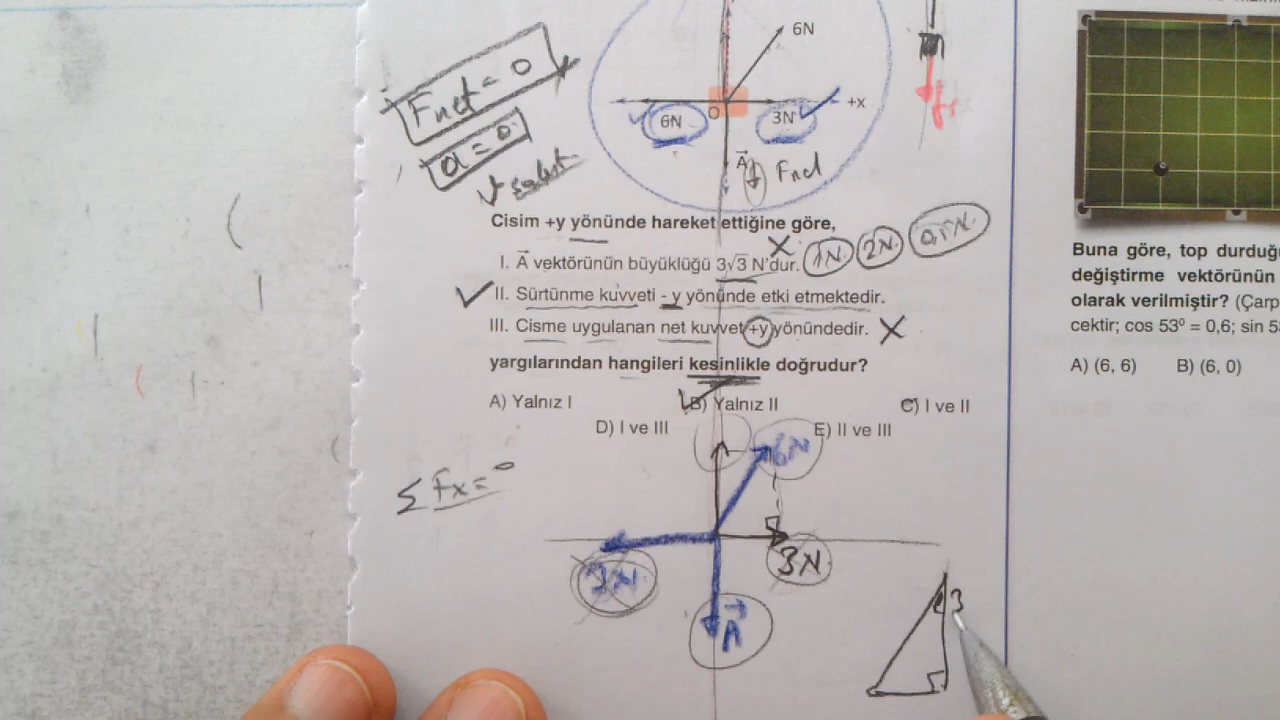 6N
+x
O
6N
3N
A
Fnet
Fnet = 0
a = 0
Cisim +y yönünde hareket ettiğine göre,
I. A vektörünün büyüklüğü 3√3 N'dur.
1N. 2N.
II. Sürtünme kuvveti - y yönünde etki etmektedir.
III. Cisme uygulanan net kuvvet +y yönündedir.
yargılarından hangileri kesinlikle doğrudur?
A) Yalnız I B) Yalnız II C) I ve II
D) I ve III E) II ve III
6N
ΣFx=0
3N
3N
A
3
Buna göre, top durduğu
değiştirme vektörünün
olarak verilmiştir? (Çarp
cektir; cos 53⁰ = 0,6; sin 5
A) (6, 6) B) (6, 0)